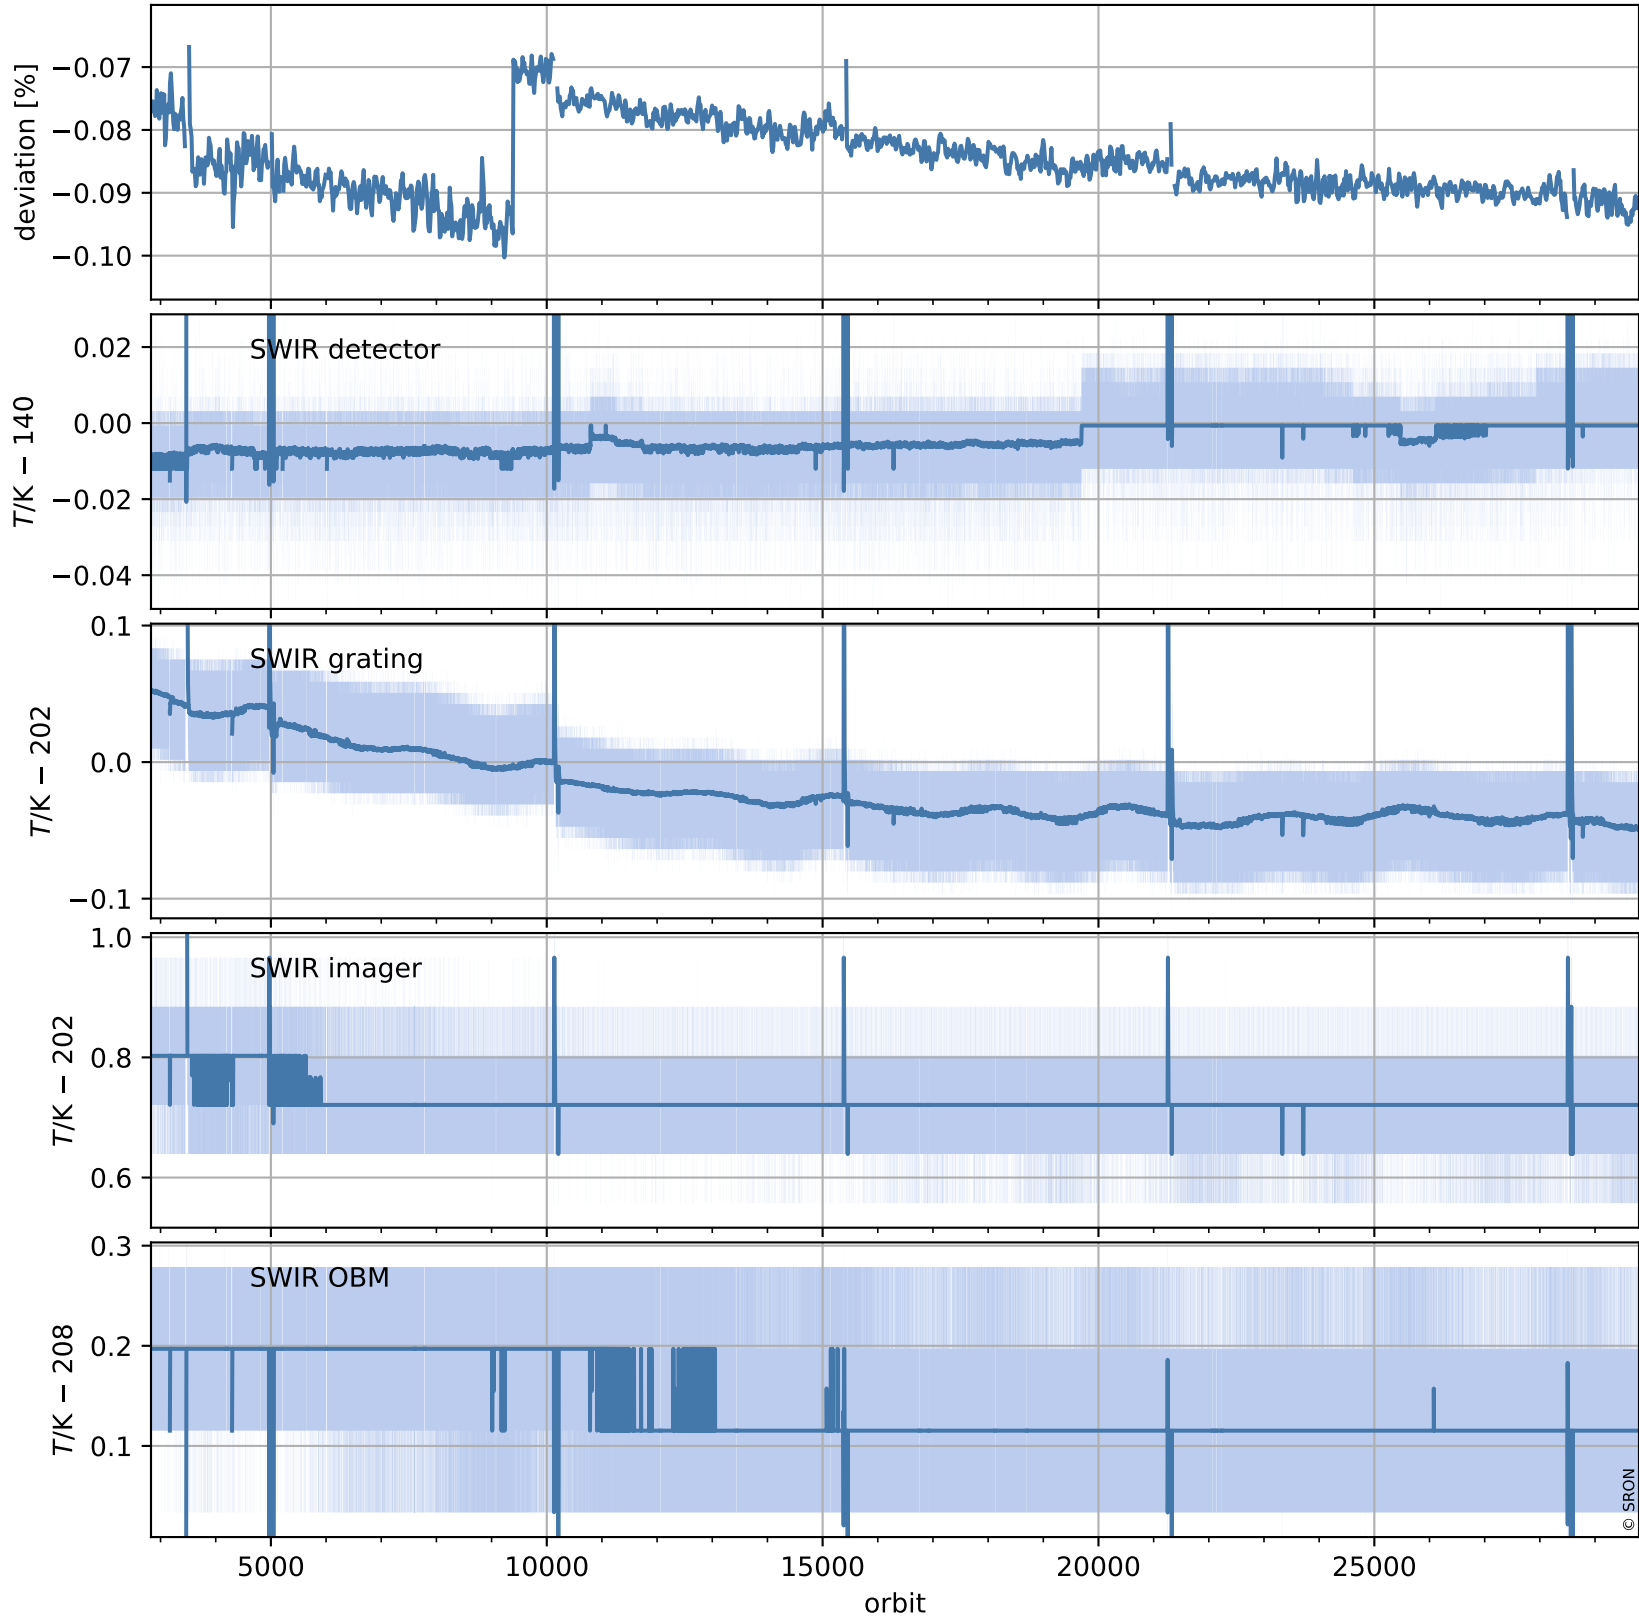 deviation [%]
−0.07
−0.08
−0.09
−0.10
SWIR detector
T/K − 140
0.02
0.00
−0.02
−0.04
SWIR grating
T/K − 202
0.1
0.0
−0.1
SWIR imager
T/K − 202
1.0
0.8
0.6
SWIR OBM
T/K − 208
0.3
0.2
0.1
© SRON
5000 10000 15000 20000 25000
orbit